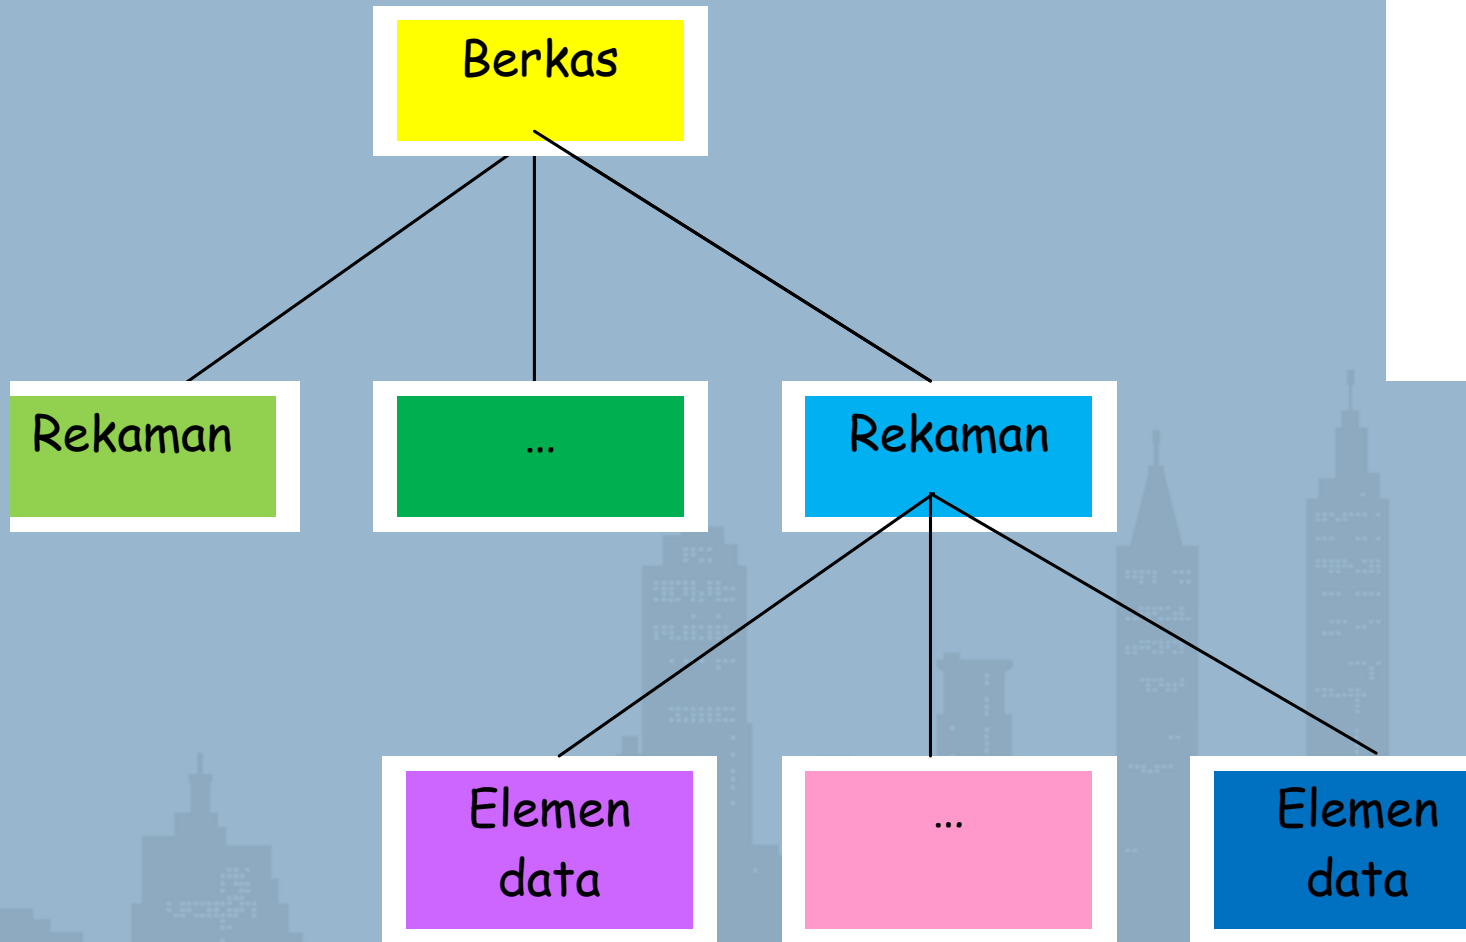 Berkas
Rekaman
...
Rekaman
Elemen
data
...
Elemen
data